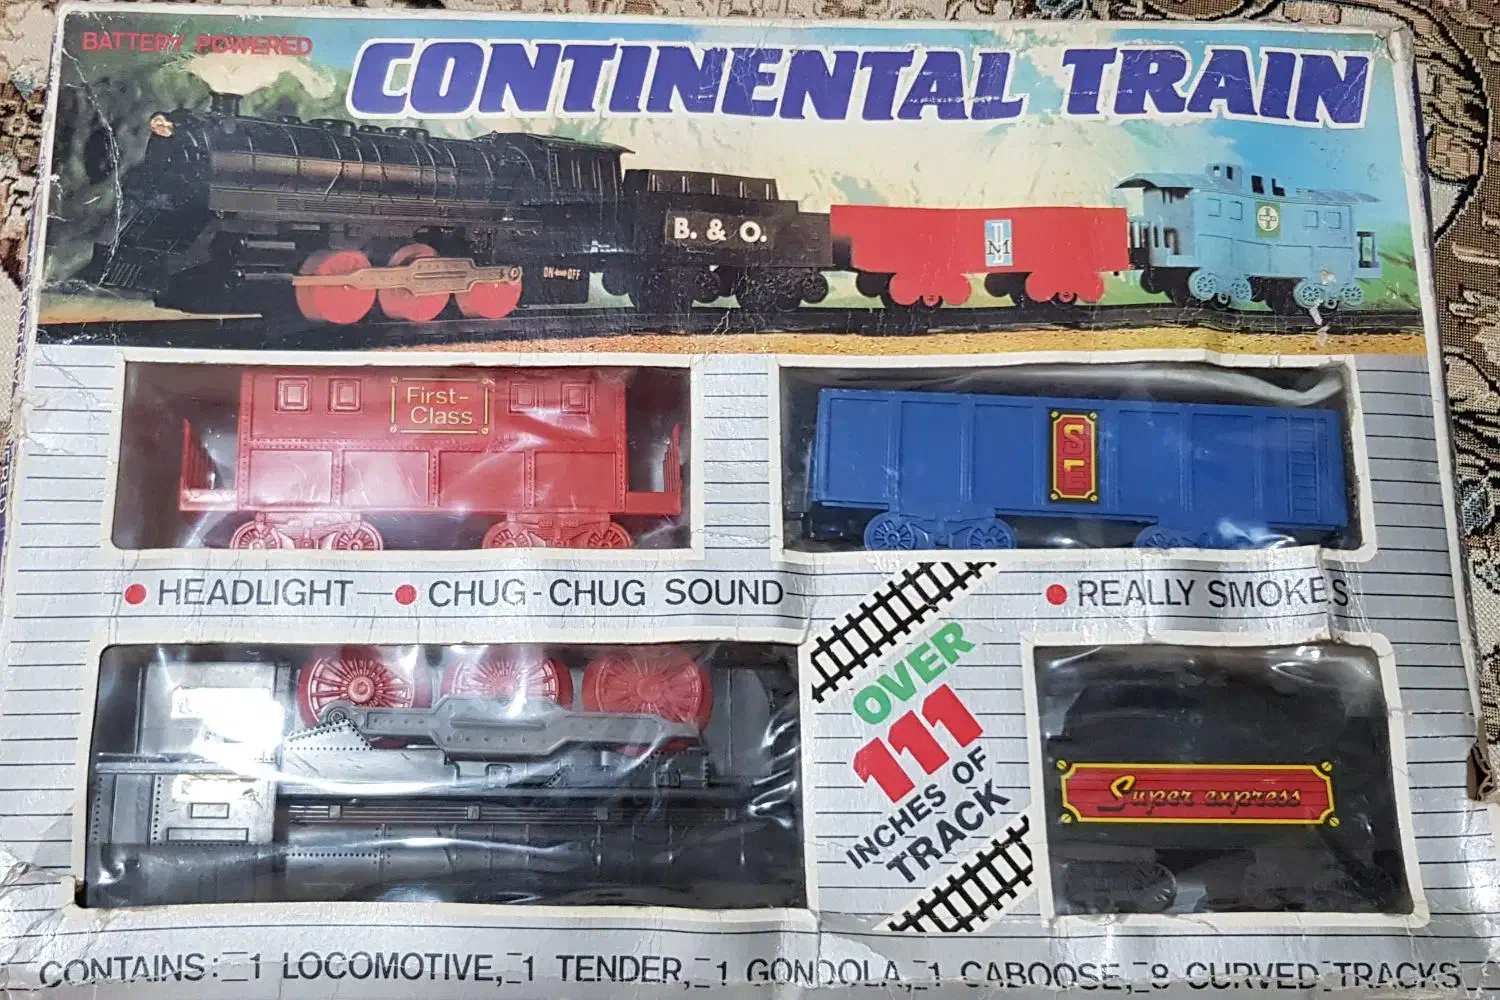 BATTERY POWERED
CONTINENTAL TRAIN
B. & O.
ON OFF
First-
Class
HEADLIGHT
CHUG-CHUG SOUND
REALLY SMOKES
OVER
111
INCHES OF
TRACK
Super express
CONTAINS: 1 LOCOMOTIVE, 1 TENDER, 1 GONDOLA, 1 CABOOSE, 8 CURVED TRACKS